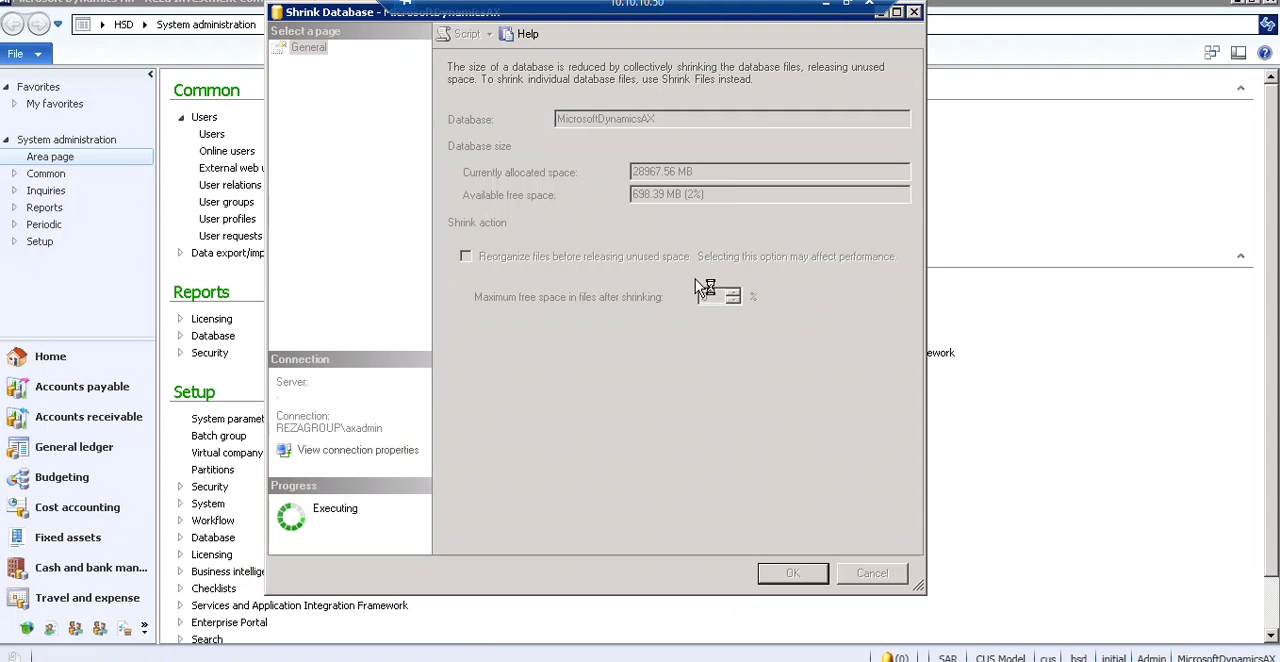 10.10.10.50
Shrink Database - MicrosoftDynamicsAX
HSD System administration
File
Favorites
My favorites
System administration
Area page
Common
Inquiries
Reports
Periodic
Setup
Home
Accounts payable
Accounts receivable
General ledger
Budgeting
Cost accounting
Fixed assets
Cash and bank man...
Travel and expense
Common
Users
Users
Online users
External web u
User relations
User groups
User profiles
User requests
Data export/imp
Reports
Licensing
Database
Security
Setup
System paramet
Batch group
Virtual company
Partitions
Security
System
Workflow
Database
Licensing
Business intellige
Checklists
Services and Application Integration Framework
Enterprise Portal
Search
Select a page
General
Connection
Server:
.
Connection:
REZAGROUP\axadmin
View connection properties
Progress
Executing
Script Help
The size of a database is reduced by collectively shrinking the database files, releasing unused
space. To shrink individual database files, use Shrink Files instead.
Database: MicrosoftDynamicsAX
Database size
Currently allocated space: 28967.56 MB
Available free space: 698.39 MB (2%)
Shrink action
Reorganize files before releasing unused space. Selecting this option may affect performance.
Maximum free space in files after shrinking: %
OK Cancel
ework
(0) SAR CUS Model cus hsd initial Admin MicrosoftDynamicsAX